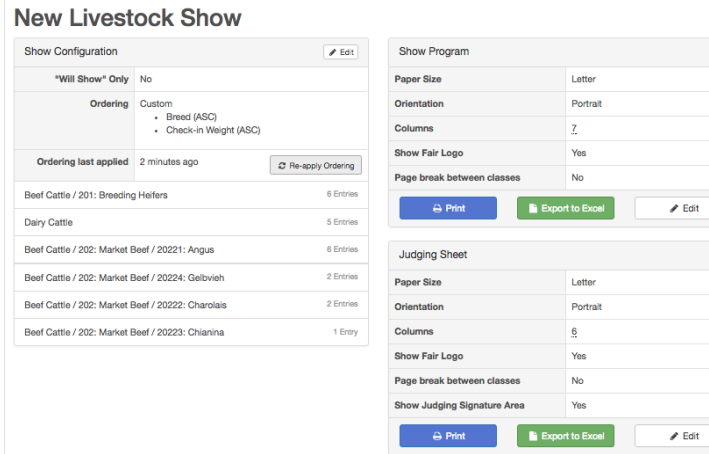 New Livestock Show
Show Configuration
Edit
"Will Show" Only No
Ordering Custom
Breed (ASC)
Check-in Weight (ASC)
Ordering last applied 2 minutes ago Re-apply Ordering
Beef Cattle / 201: Breeding Heifers 6 Entries
Dairy Cattle 5 Entries
Beef Cattle / 202: Market Beef / 20221: Angus 6 Entries
Beef Cattle / 202: Market Beef / 20224: Gelbvieh 2 Entries
Beef Cattle / 202: Market Beef / 20222: Charolais 2 Entries
Beef Cattle / 202: Market Beef / 20223: Chianina 1 Entry
Show Program
Paper Size Letter
Orientation Portrait
Columns 7
Show Fair Logo Yes
Page break between classes No
Print Export to Excel Edit
Judging Sheet
Paper Size Letter
Orientation Portrait
Columns 6
Show Fair Logo Yes
Page break between classes No
Show Judging Signature Area Yes
Print Export to Excel Edit